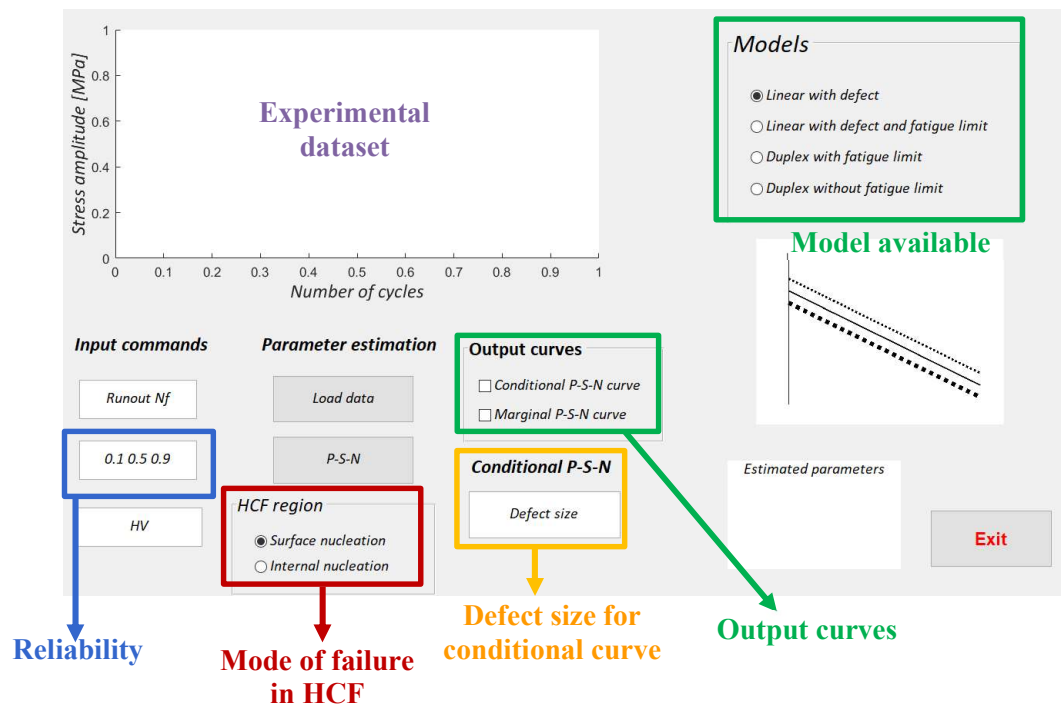 Stress amplitude [MPa]
1
0.8
0.6
0.4
0.2
0
Experimental
dataset
0 0.1 0.2 0.3 0.4 0.5 0.6 0.7 0.8 0.9 1
Number of cycles
Models
Linear with defect
Linear with defect and fatigue limit
Duplex with fatigue limit
Duplex without fatigue limit
Model available
Input commands
Runout Nf
0.1 0.5 0.9
HV
Parameter estimation
Load data
P-S-N
HCF region
Surface nucleation
Internal nucleation
Output curves
Conditional P-S-N curve
Marginal P-S-N curve
Conditional P-S-N
Defect size
Estimated parameters
Exit
Reliability
Mode of failure
in HCF
Defect size for
conditional curve
Output curves